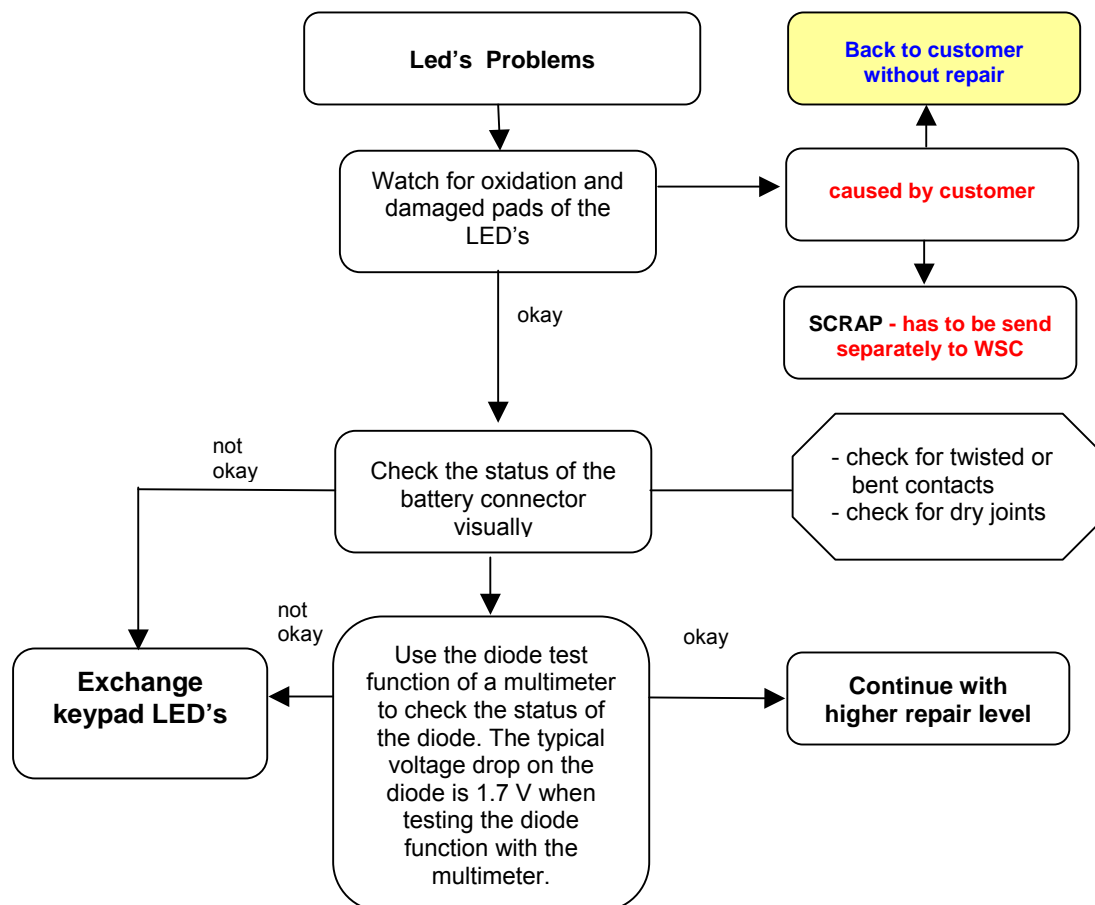 Led's Problems
Back to customer
without repair
Watch for oxidation and
damaged pads of the
LED's
caused by customer
okay
SCRAP - has to be send
separately to WSC
not
okay
Check the status of the
battery connector
visually
- check for twisted or
bent contacts
- check for dry joints
not
okay
okay
Exchange
keypad LED's
Use the diode test
function of a multimeter
to check the status of
the diode. The typical
voltage drop on the
diode is 1.7 V when
testing the diode
function with the
multimeter.
Continue with
higher repair level